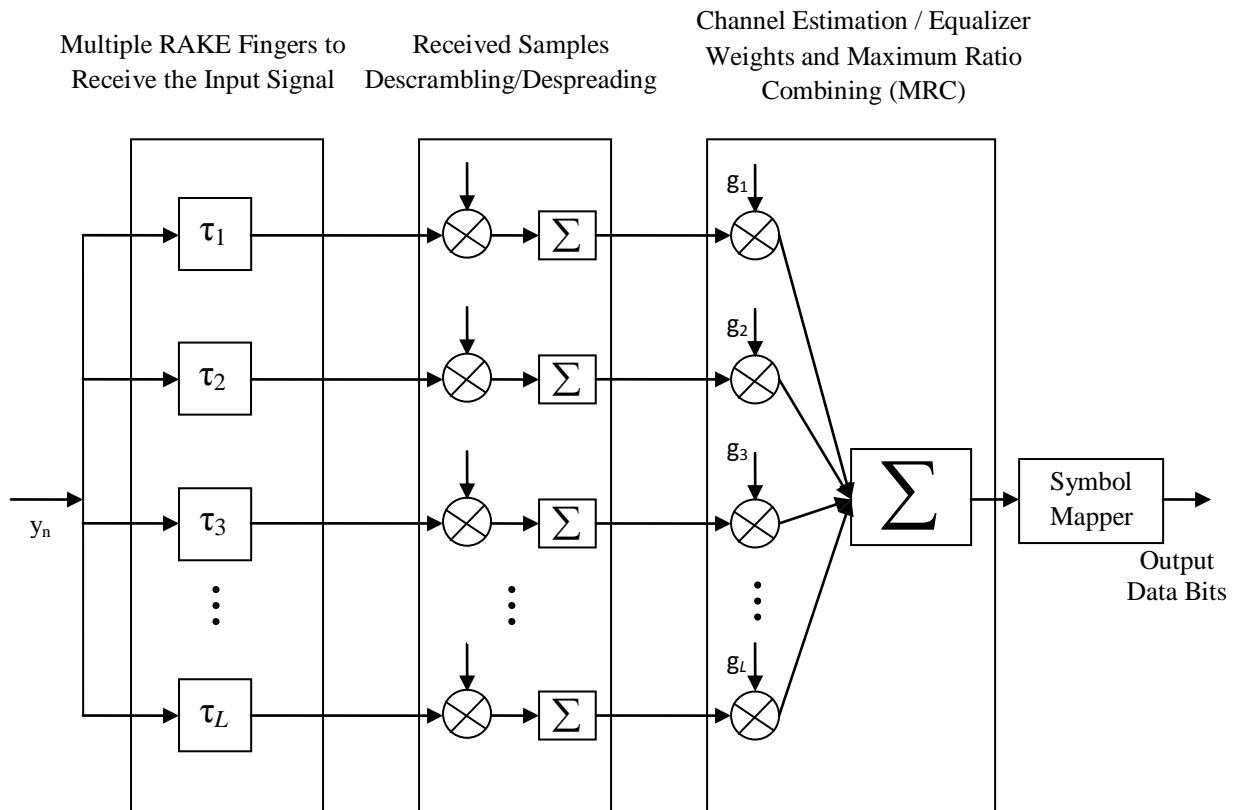 Multiple RAKE Fingers to
Receive the Input Signal
Received Samples
Descrambling/Despreading
Channel Estimation / Equalizer
Weights and Maximum Ratio
Combining (MRC)
τ₁
Σ
g₁
τ₂
Σ
g₂
τ₃
Σ
g₃
Σ
Symbol
Mapper
yₙ
Output
Data Bits
τL
Σ
gL